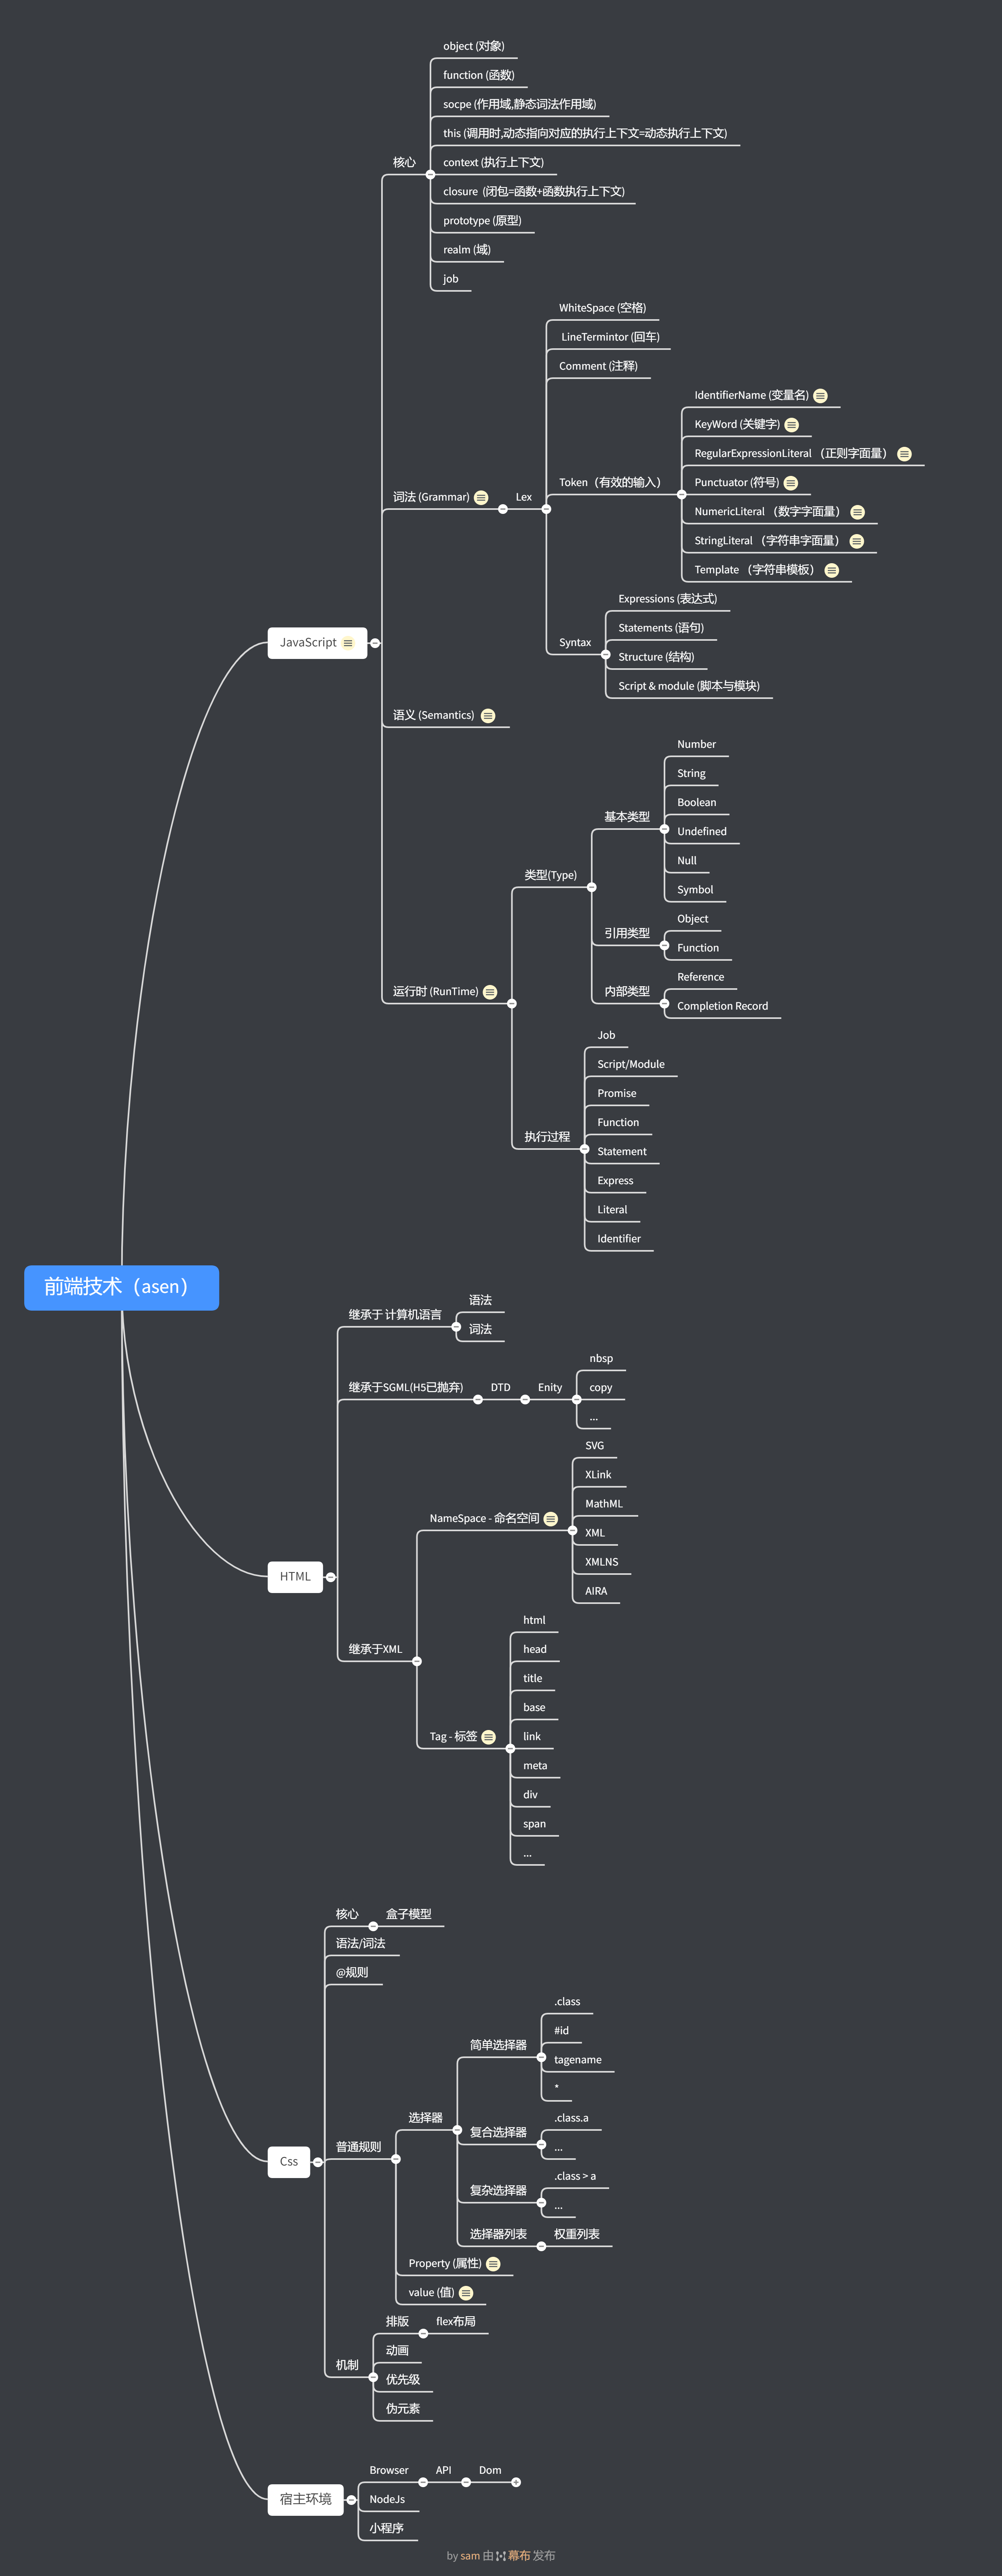 object (对象)
function (函数)
socpe (作用域,静态词法作用域)
this (调用时,动态指向对应的执行上下文=动态执行上下文)
核心
context (执行上下文)
closure (闭包=函数+函数执行上下文)
prototype (原型)
realm (域)
job
WhiteSpace (空格)
LineTermintor (回车)
Comment (注释)
IdentifierName (变量名)
KeyWord (关键字)
RegularExpressionLiteral （正则字面量）
词法 (Grammar)
Lex
Token（有效的输入）
Punctuator (符号)
NumericLiteral （数字字面量）
StringLiteral （字符串字面量）
Template （字符串模板）
Expressions (表达式)
Statements (语句)
JavaScript
Syntax
Structure (结构)
Script & module (脚本与模块)
语义 (Semantics)
Number
String
Boolean
基本类型
Undefined
Null
类型(Type)
Symbol
Object
引用类型
Function
Reference
运行时 (RunTime)
内部类型
Completion Record
Job
Script/Module
Promise
Function
执行过程
Statement
Express
Literal
Identifier
前端技术（asen）
语法
继承于 计算机语言
词法
nbsp
继承于SGML(H5已抛弃)
DTD
Enity
copy
...
SVG
XLink
MathML
NameSpace - 命名空间
XML
XMLNS
HTML
AIRA
html
继承于XML
head
title
base
Tag - 标签
link
meta
div
span
...
核心
盒子模型
语法/词法
@规则
.class
#id
简单选择器
tagename
*
选择器
.class.a
复合选择器
...
普通规则
Css
.class > a
复杂选择器
...
选择器列表
权重列表
Property (属性)
value (值)
排版
flex布局
动画
机制
优先级
伪元素
Browser
API
Dom
宿主环境
NodeJs
小程序
by sam 由 幕布 发布